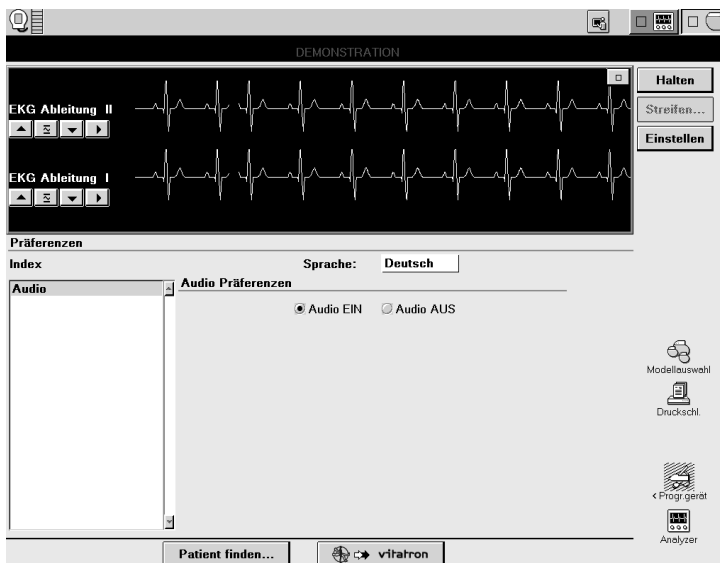 DEMONSTRATION
EKG Ableitung II
EKG Ableitung I
Halten
Streifen...
Einstellen
Präferenzen
Index
Sprache: Deutsch
Audio
Audio Präferenzen
Audio EIN Audio AUS
Modellauswahl
Druckschl.
< Progr.gerät
Analyzer
Patient finden...
vitatron